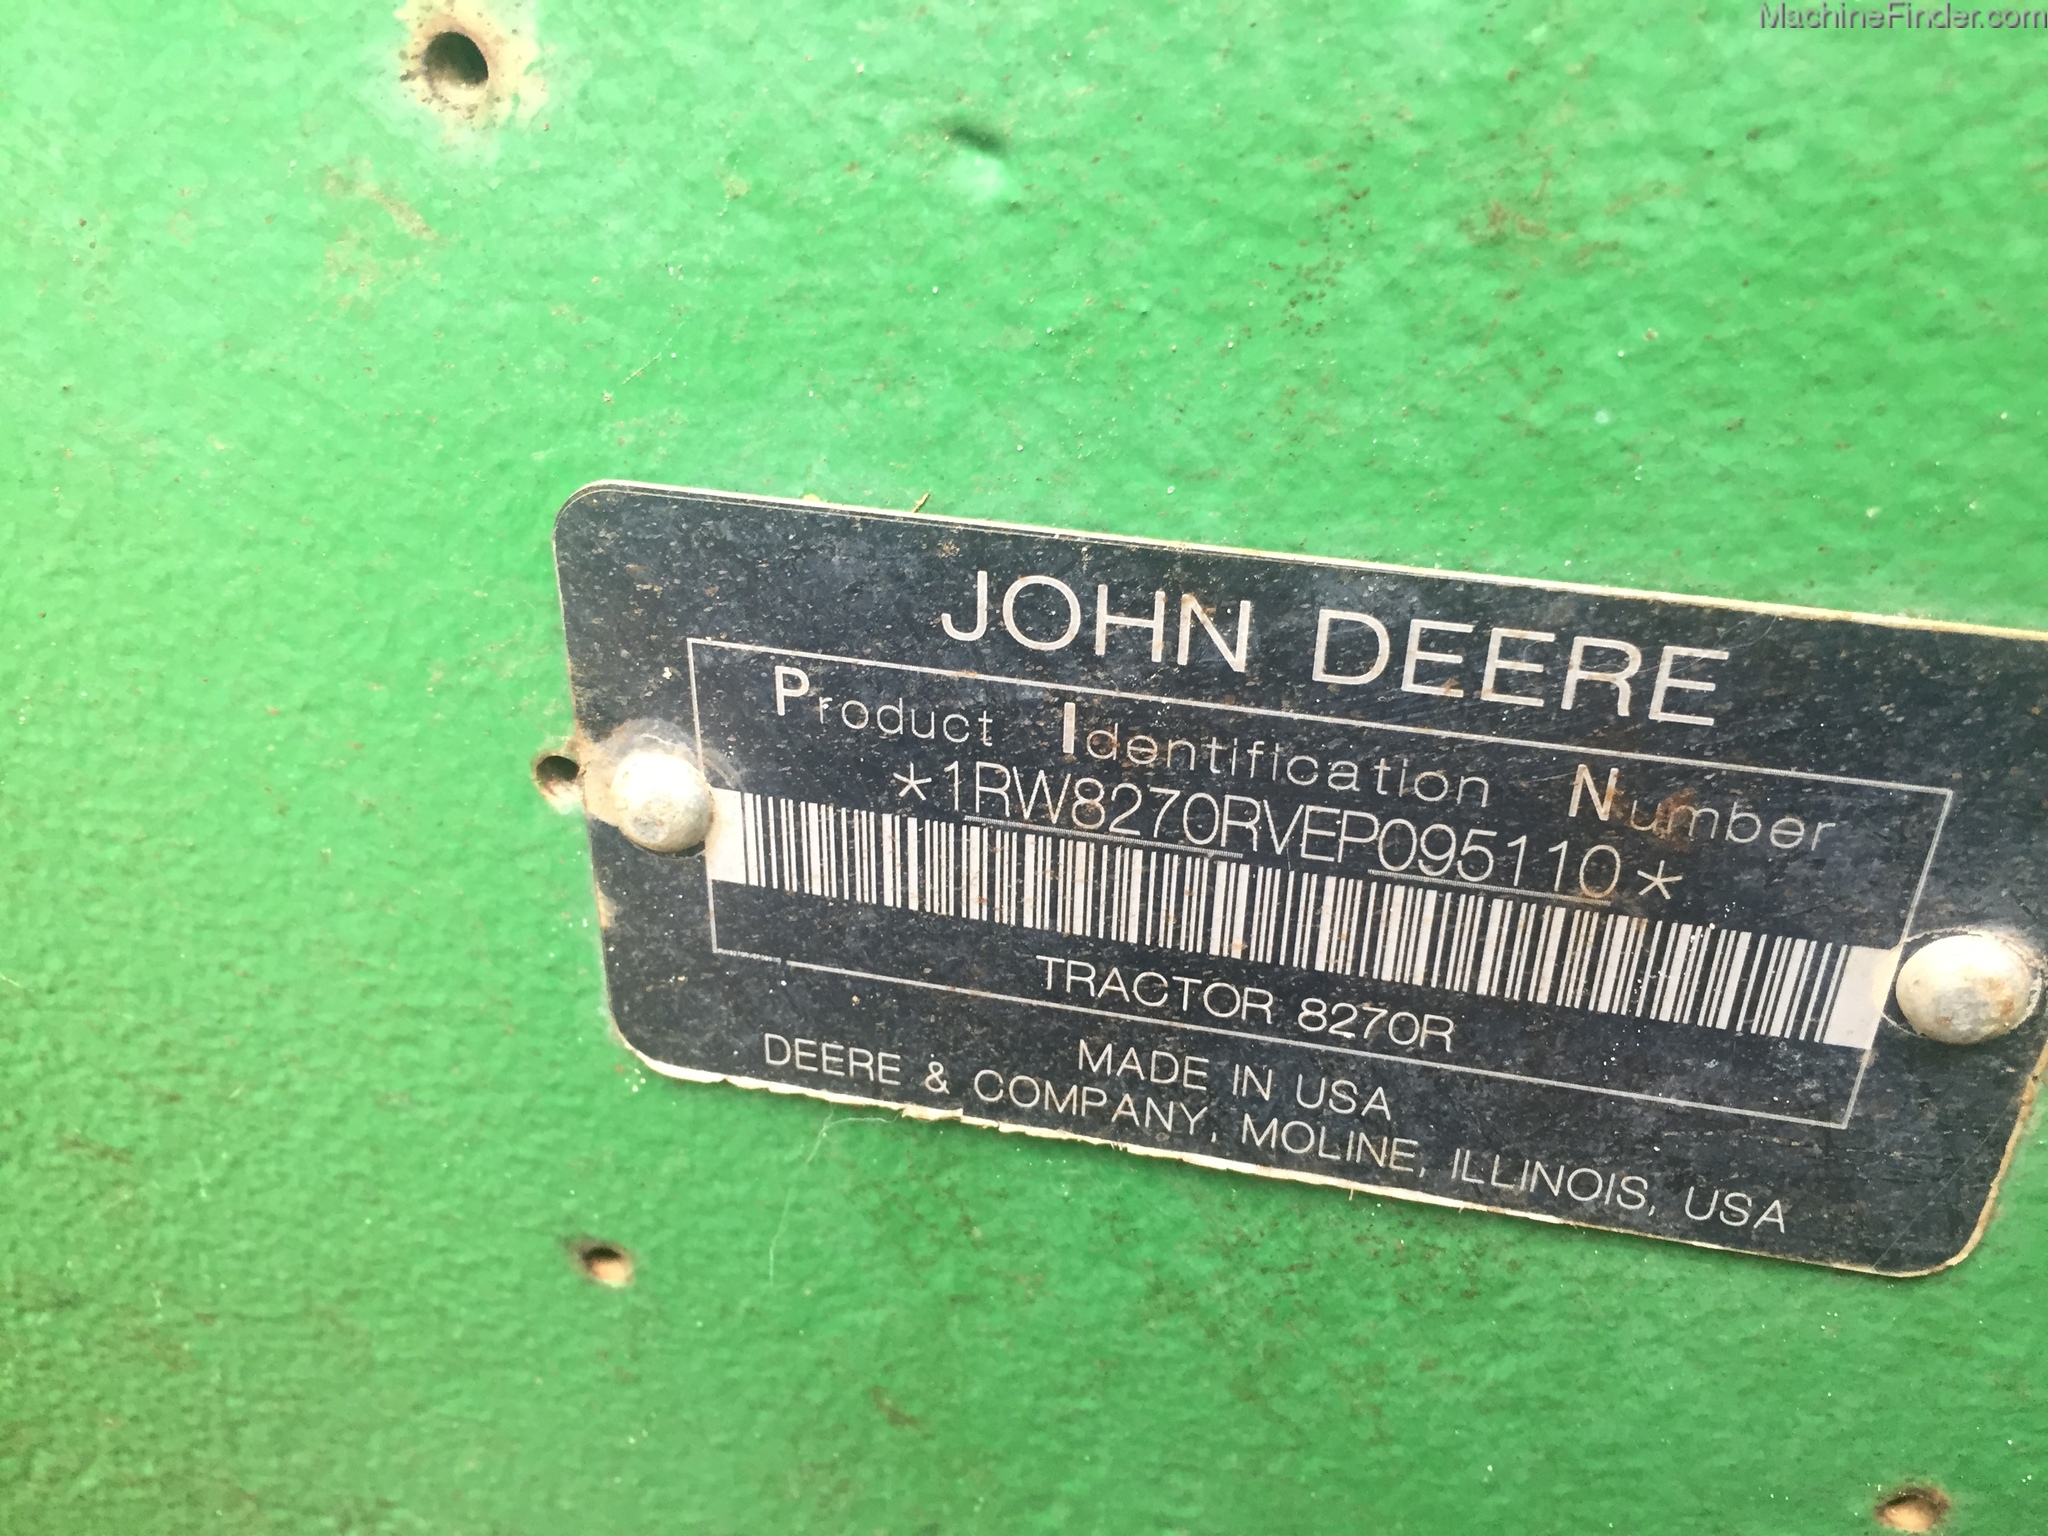 MachineFinder.com
JOHN DEERE
Product Identification Number
*1RW8270RVEP095110*
TRACTOR 8270R
MADE IN USA
DEERE & COMPANY, MOLINE, ILLINOIS, USA